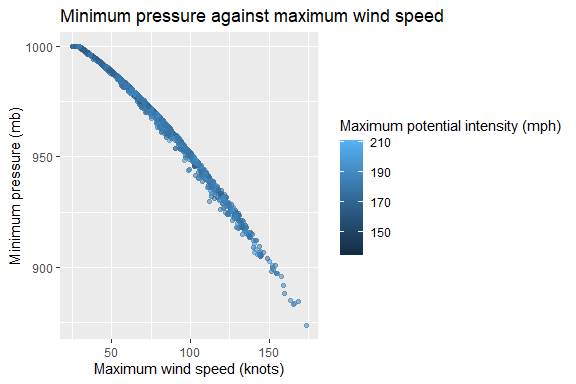 Minimum pressure against maximum wind speed
1000
950
900
Minimum pressure (mb)
50
100
150
Maximum wind speed (knots)
Maximum potential intensity (mph)
210
190
170
150